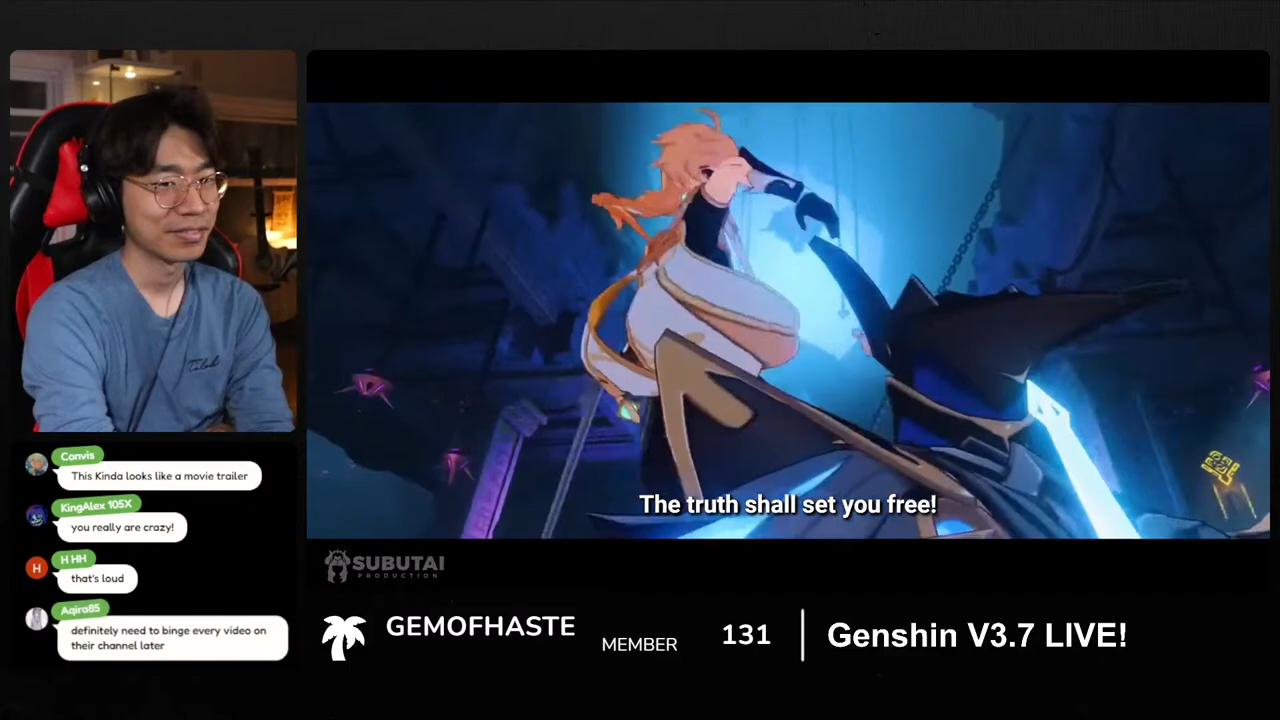 The truth shall set you free!
Convis
This Kinda looks like a movie trailer
KingAlex 105X
you really are crazy!
H
H HH
that's loud
Aqira85
definitely need to binge every video on
their channel later
SUBUTAI
PRODUCTION
GEMOFHASTE
MEMBER
131
Genshin V3.7 LIVE!